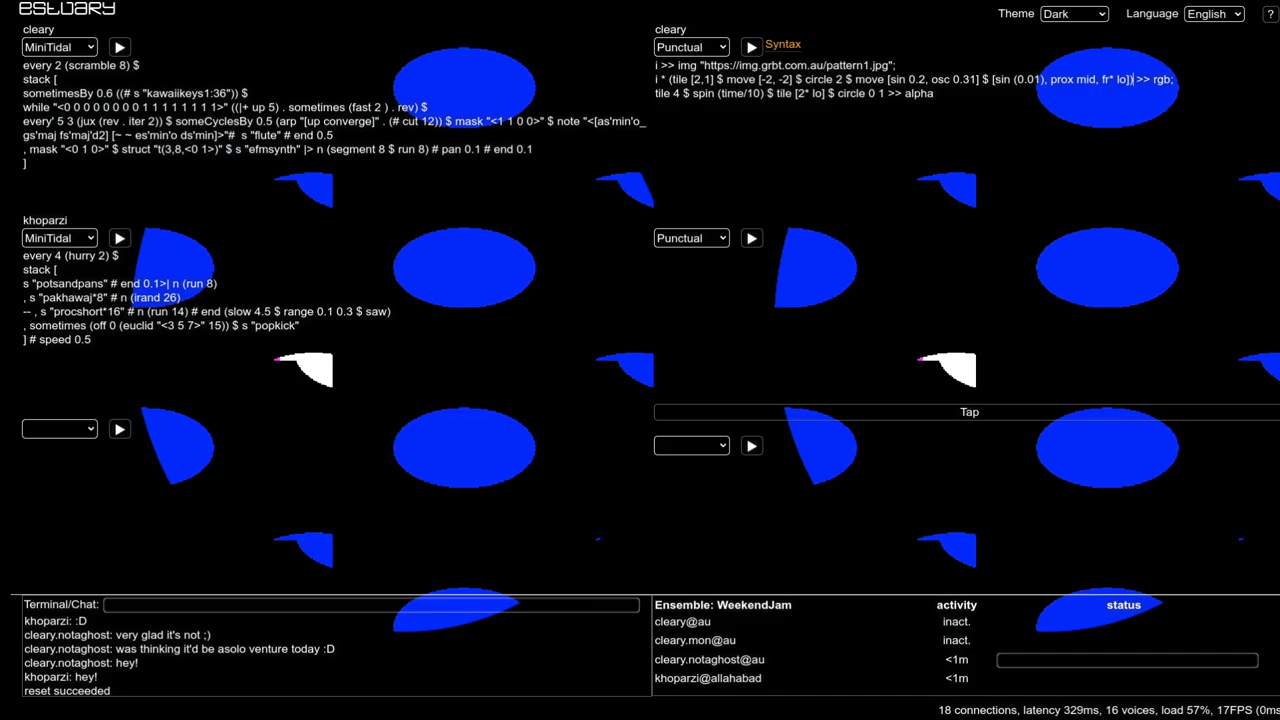 ESTUARY
Theme Dark Language English ?
cleary
MiniTidal
every 2 (scramble 8) $
stack [
sometimesBy 0.6 ((# s "kawaiikeys1:36")) $
while "<0 0 0 0 0 0 0 0 1 1 1 1 1 1 1 1>" ((|+ up 5) . sometimes (fast 2 ) . rev) $
every' 5 3 (jux (rev . iter 2)) $ someCyclesBy 0.5 (arp "[up converge]" . (# cut 12)) $ mask "<1 1 0 0>" $ note "<[as'min'o_
gs'maj fs'maj'd2] [~ ~ es'min'o ds'min]>"# s "flute" # end 0.5
, mask "<0 1 0>" $ struct "t(3,8,<0 1>)" $ s "efmsynth" |> n (segment 8 $ run 8) # pan 0.1 # end 0.1
]
cleary
Punctual Syntax
i >> img "https://img.grbt.com.au/pattern1.jpg";
i * (tile [2,1] $ move [-2, -2] $ circle 2 $ move [sin 0.2, osc 0.31] $ [sin (0.01), prox mid, fr* lo]) >> rgb;
tile 4 $ spin (time/10) $ tile [2* lo] $ circle 0 1 >> alpha
khoparzi
MiniTidal
every 4 (hurry 2) $
stack [
s "potsandpans" # end 0.1>| n (run 8)
, s "pakhawaj*8" # n (irand 26)
-- , s "procshort*16" # n (run 14) # end (slow 4.5 $ range 0.1 0.3 $ saw)
, sometimes (off 0 (euclid "<3 5 7>" 15)) $ s "popkick"
] # speed 0.5
Punctual
Tap
Terminal/Chat:
khoparzi: :D
cleary.notaghost: very glad it's not ;)
cleary.notaghost: was thinking it'd be asolo venture today :D
cleary.notaghost: hey!
khoparzi: hey!
reset succeeded
Ensemble: WeekendJam activity status
cleary@au inact.
cleary.mon@au inact.
cleary.notaghost@au <1m
khoparzi@allahabad <1m
18 connections, latency 329ms, 16 voices, load 57%, 17FPS (0ms